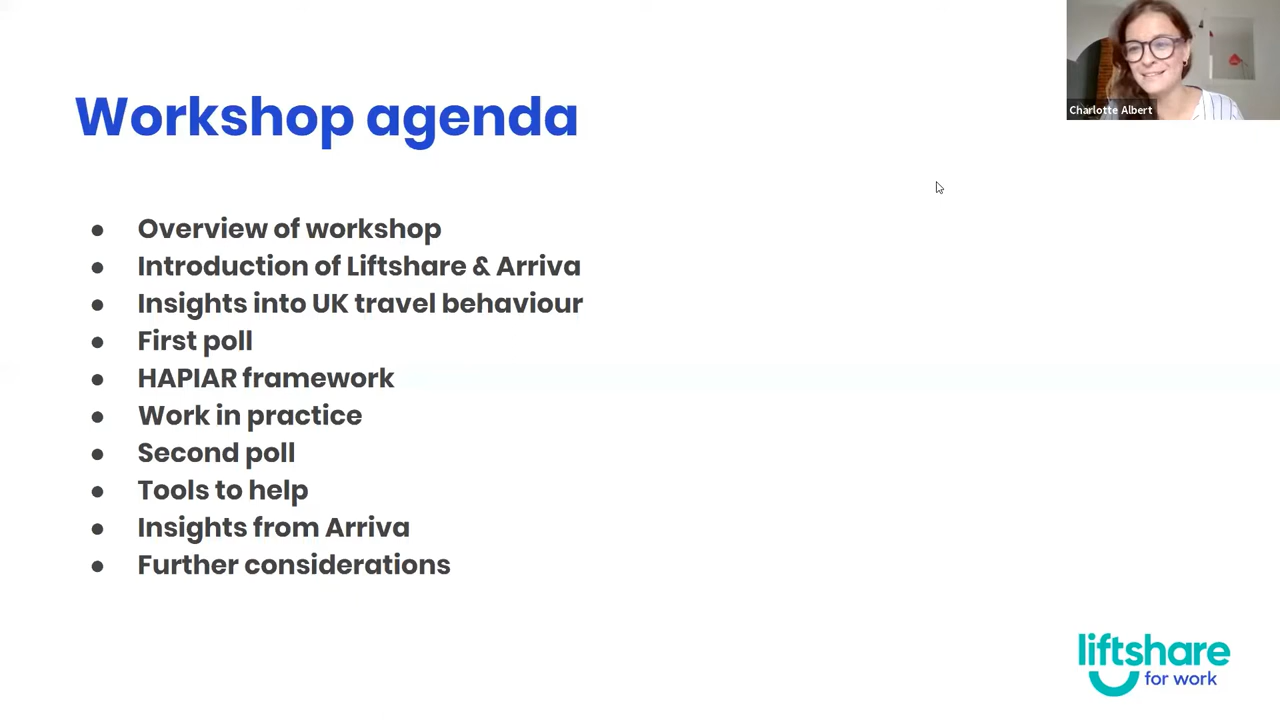 Workshop agenda
Charlotte Albert
● Overview of workshop
● Introduction of Liftshare & Arriva
● Insights into UK travel behaviour
● First poll
● HAPIAR framework
● Work in practice
● Second poll
● Tools to help
● Insights from Arriva
● Further considerations
liftshare
for work